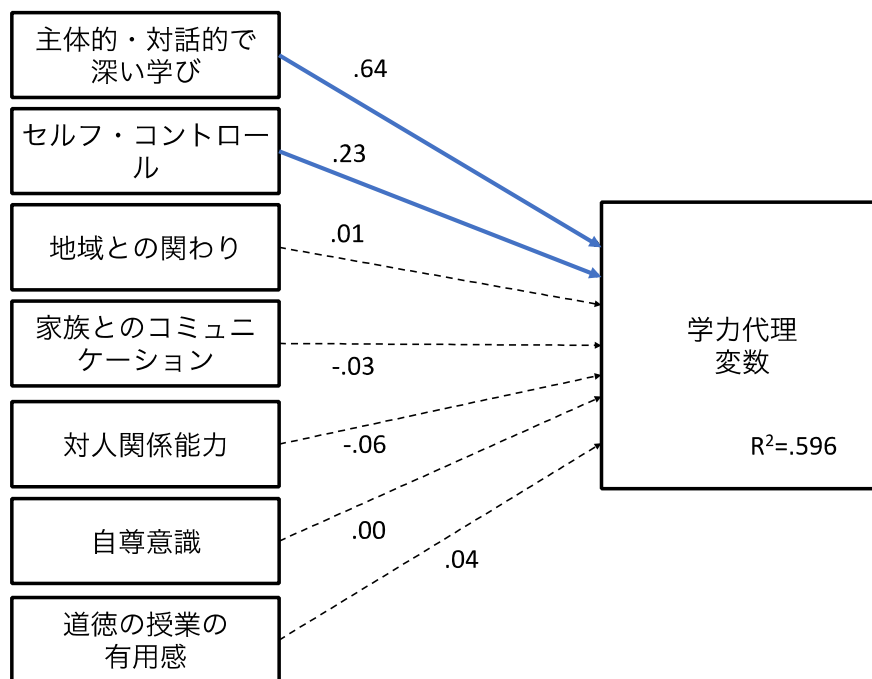 主体的・対話的で
深い学び
.64
セルフ・コントロー
ル
.23
地域との関わり
.01
家族とのコミュニ
ケーション
-.03
対人関係能力
-.06
自尊意識
.00
道徳の授業の
有用感
.04
学力代理
変数
R²=.596